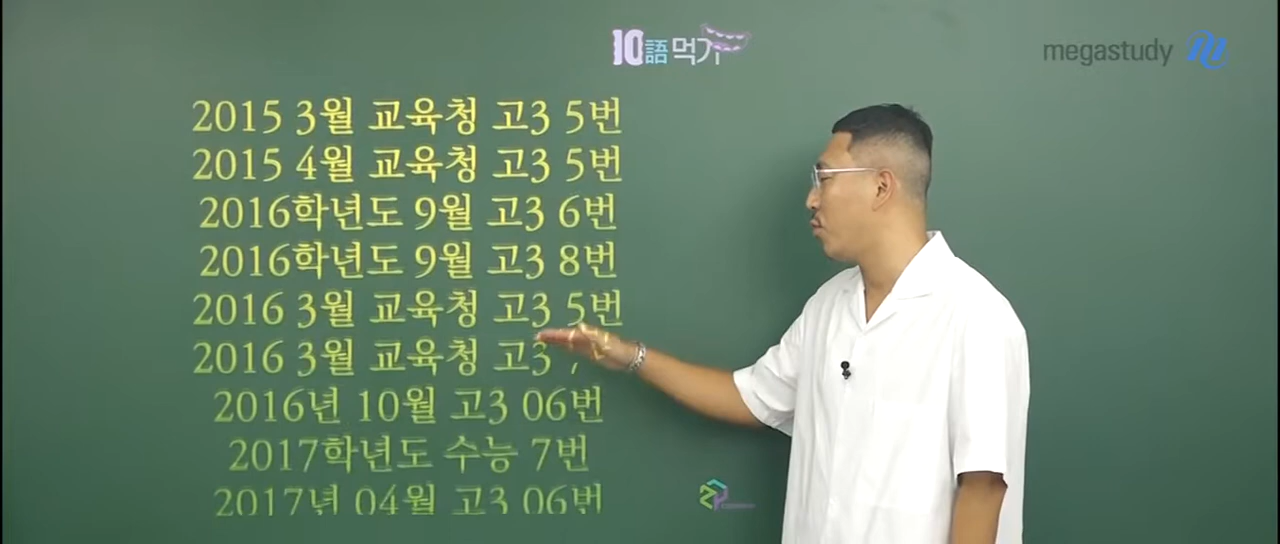 10語먹기
megastudy
2015 3월 교육청 고3 5번
2015 4월 교육청 고3 5번
2016학년도 9월 고3 6번
2016학년도 9월 고3 8번
2016 3월 교육청 고3 5번
2016 3월 교육청 고3
2016년 10월 고3 06번
2017학년도 수능 7번
2017년 04월 고3 06번